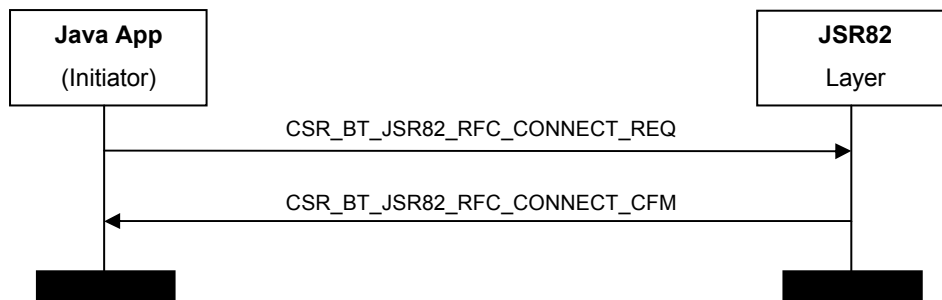 Java App
(Initiator)
JSR82
Layer
CSR_BT_JSR82_RFC_CONNECT_REQ
CSR_BT_JSR82_RFC_CONNECT_CFM